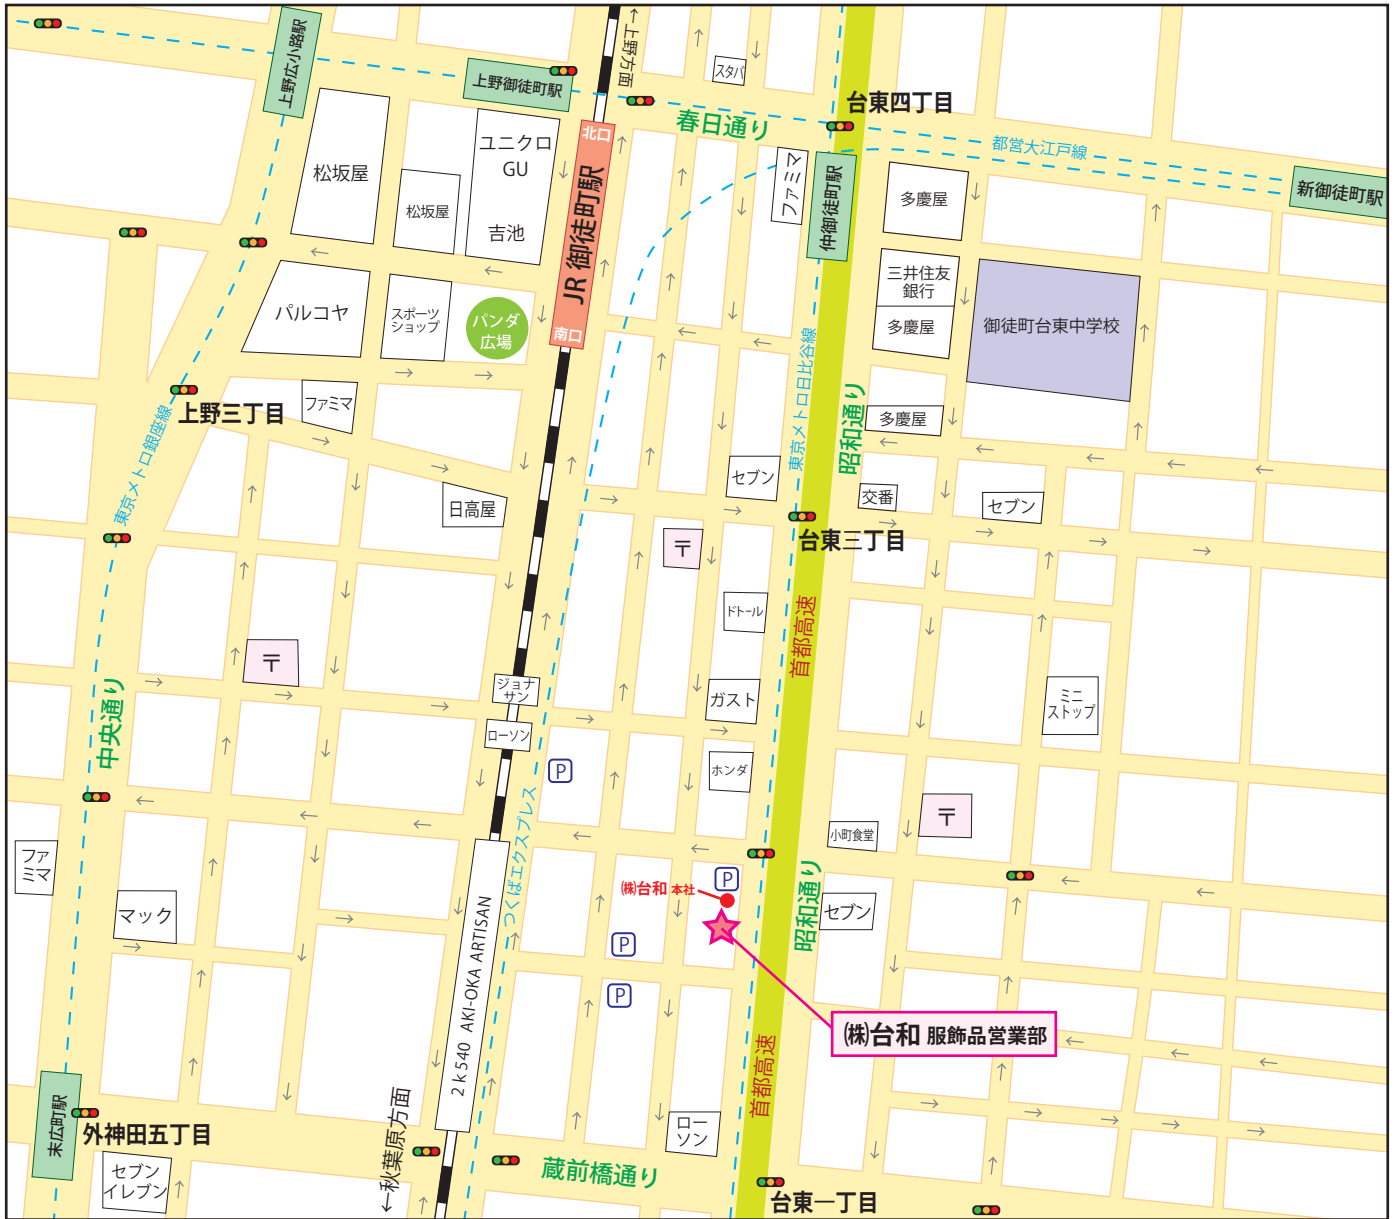 上野広小路駅
上野御徒町駅
←上野方面
スタバ
台東四丁目
春日通り
都営大江戸線
新御徒町駅
松坂屋
松坂屋
ユニクロ
GU
吉池
北口
JR 御徒町駅
南口
ファミマ
仲御徒町駅
多慶屋
三井住友
銀行
多慶屋
御徒町台東中学校
パルコヤ
スポーツ
ショップ
パンダ
広場
東京メトロ日比谷線
昭和通り
多慶屋
ファミマ
上野三丁目
東京メトロ銀座線
日高屋
セブン
交番
セブン
台東三丁目
〒
ドトール
首都高速
〒
ジョナ
サン
ガスト
ミニ
ストップ
中央通り
ローソン
P
ホンダ
つくばエクスプレス
〒
小町食堂
ファ
ミマ
マック
2k540 AKI-OKA ARTISAN
㈱台和 本社
P
昭和通り
セブン
P
P
㈱台和 服飾品営業部
首都高速
末広町駅
外神田五丁目
セブン
イレブン
←秋葉原方面
蔵前橋通り
ロー
ソン
台東一丁目